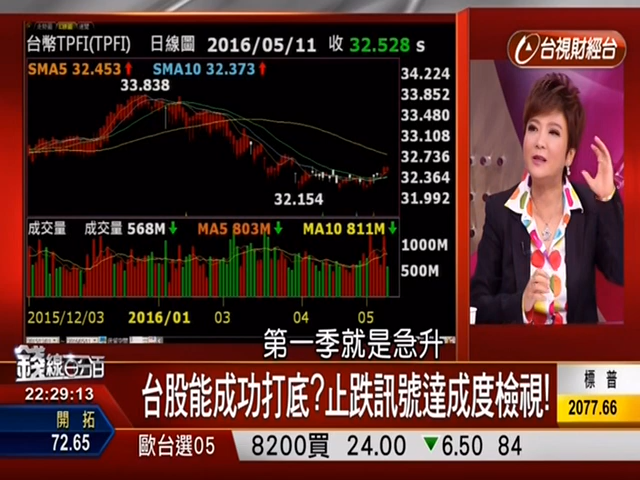 台幣TPFI(TPFI) 日線圖 2016/05/11 收 32.528 s
SMA5 32.453↑ SMA10 32.373↑
33.838
32.154
34.224
33.852
33.480
33.108
32.736
32.364
31.992
成交量 成交量 568M↓ MA5 803M↓ MA10 811M↓
1000M
500M
2015/12/03 2016/01 03 04 05
台視財經台
第一季就是急升
錢線百分百
22:29:13
台股能成功打底?止跌訊號達成度檢視!
標普
2077.66
開拓
72.65
歐台選05 8200買 24.00 ▼6.50 84